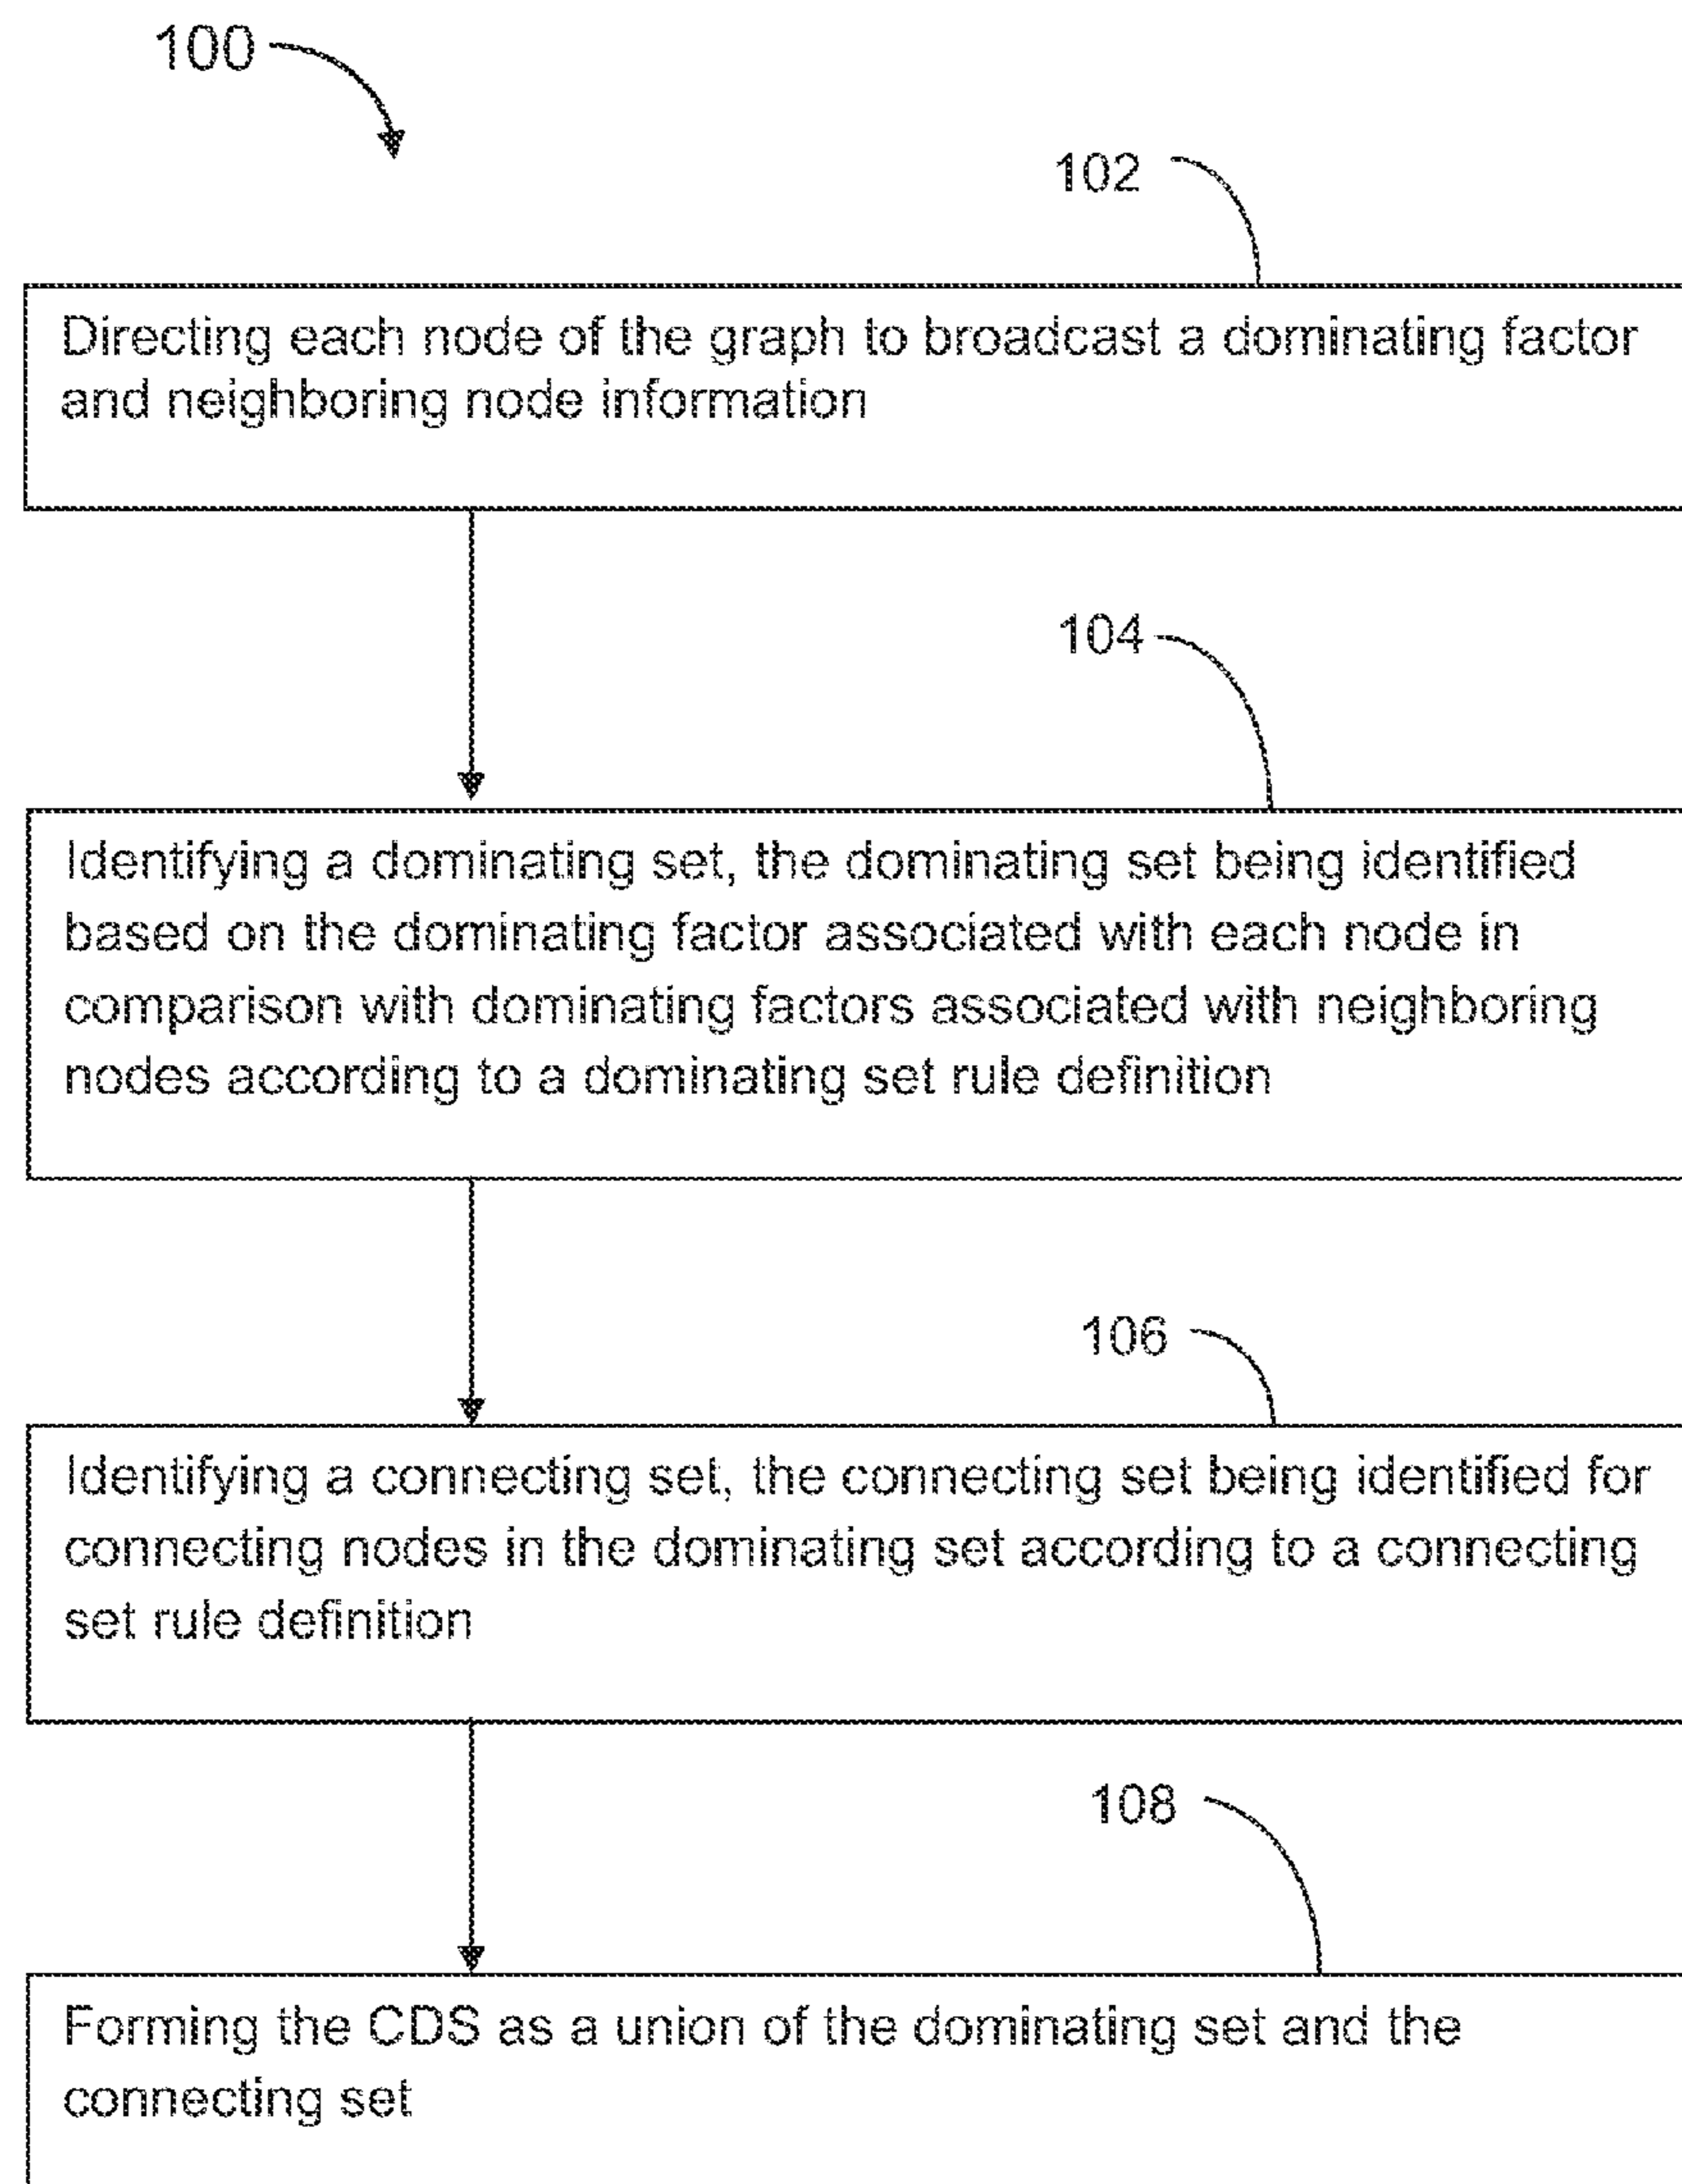 100
102
Directing each node of the graph to broadcast a dominating factor
and neighboring node information
104
Identifying a dominating set, the dominating set being identified
based on the dominating factor associated with each node in
comparison with dominating factors associated with neighboring
nodes according to a dominating set rule definition
106
Identifying a connecting set, the connecting set being identified for
connecting nodes in the dominating set according to a connecting
set rule definition
108
Forming the CDS as a union of the dominating set and the
connecting set